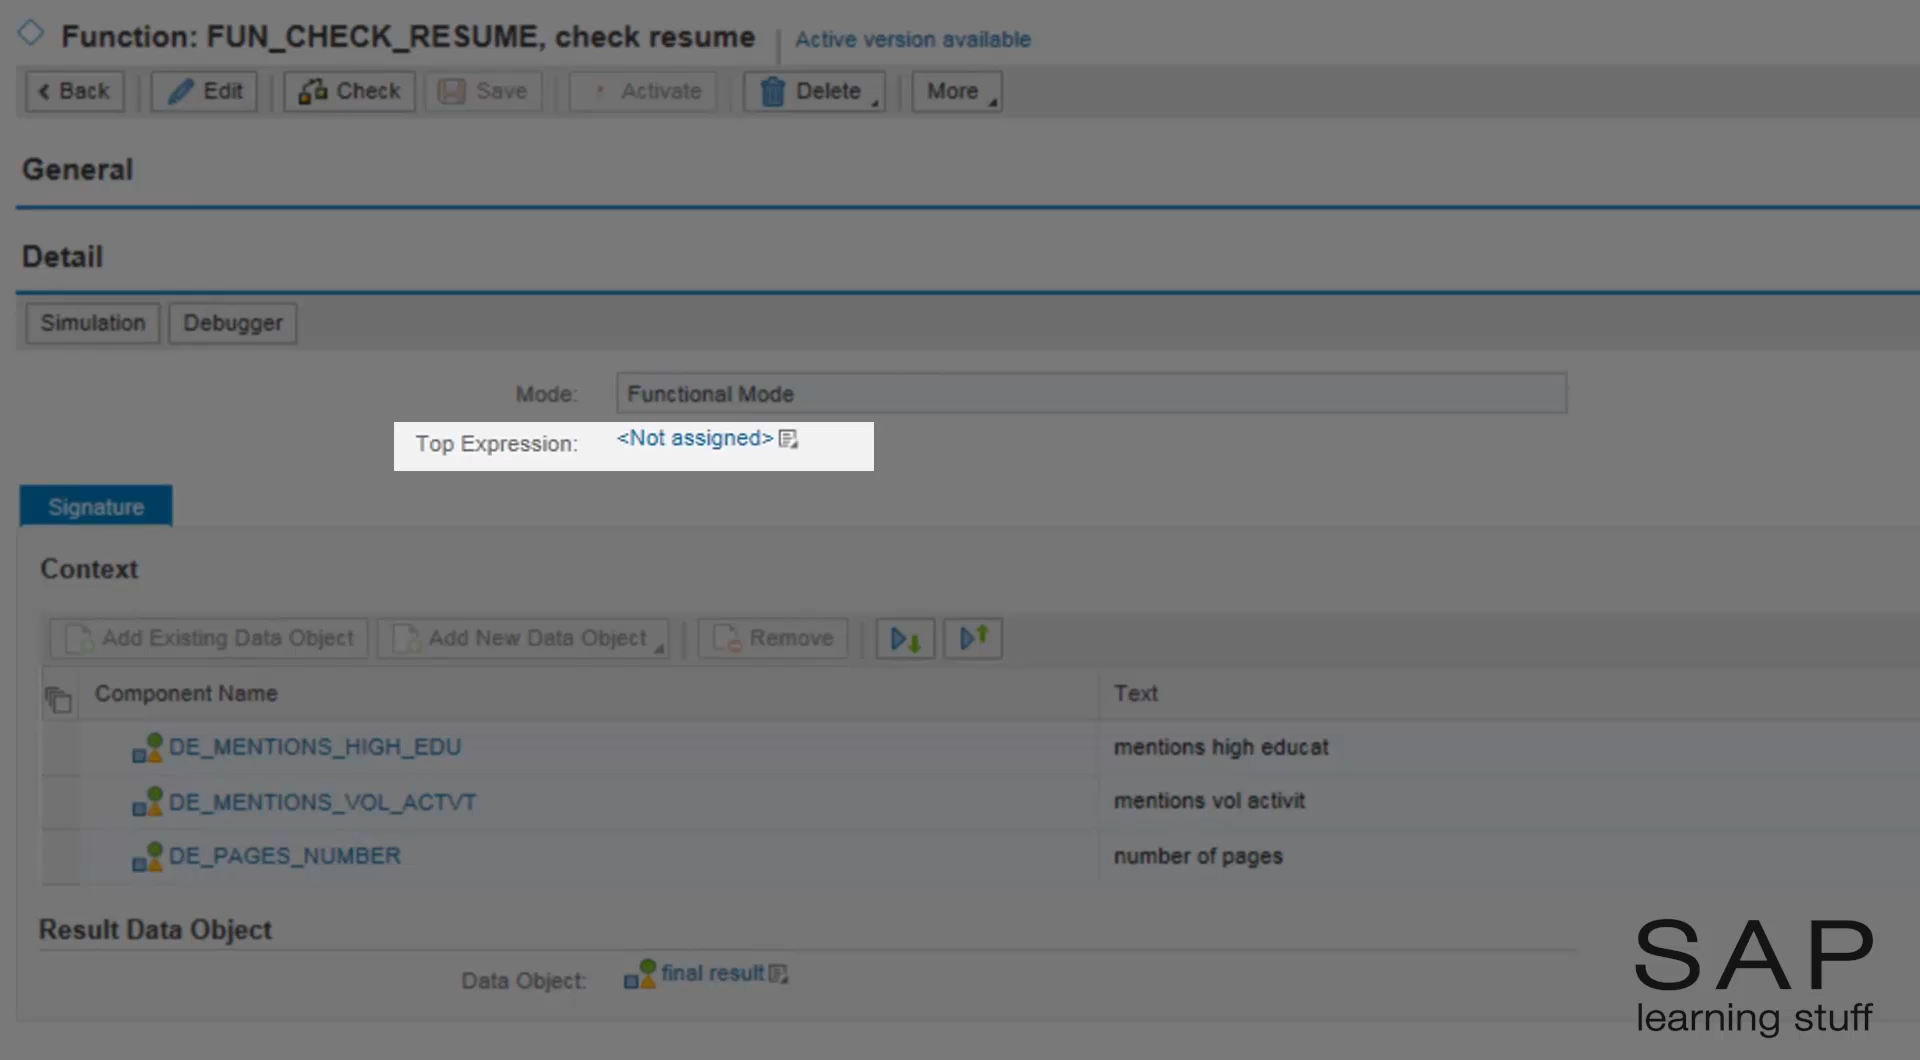 Function: FUN_CHECK_RESUME, check resume
Active version available
Back Edit Check Save Activate Delete More
General
Detail
Simulation Debugger
Mode: Functional Mode
Top Expression: <Not assigned>
Signature
Context
Add Existing Data Object Add New Data Object Remove
Component Name Text
DE_MENTIONS_HIGH_EDU mentions high educat
DE_MENTIONS_VOL_ACTVT mentions vol activit
DE_PAGES_NUMBER number of pages
Result Data Object
Data Object: final result
SAP
learning stuff